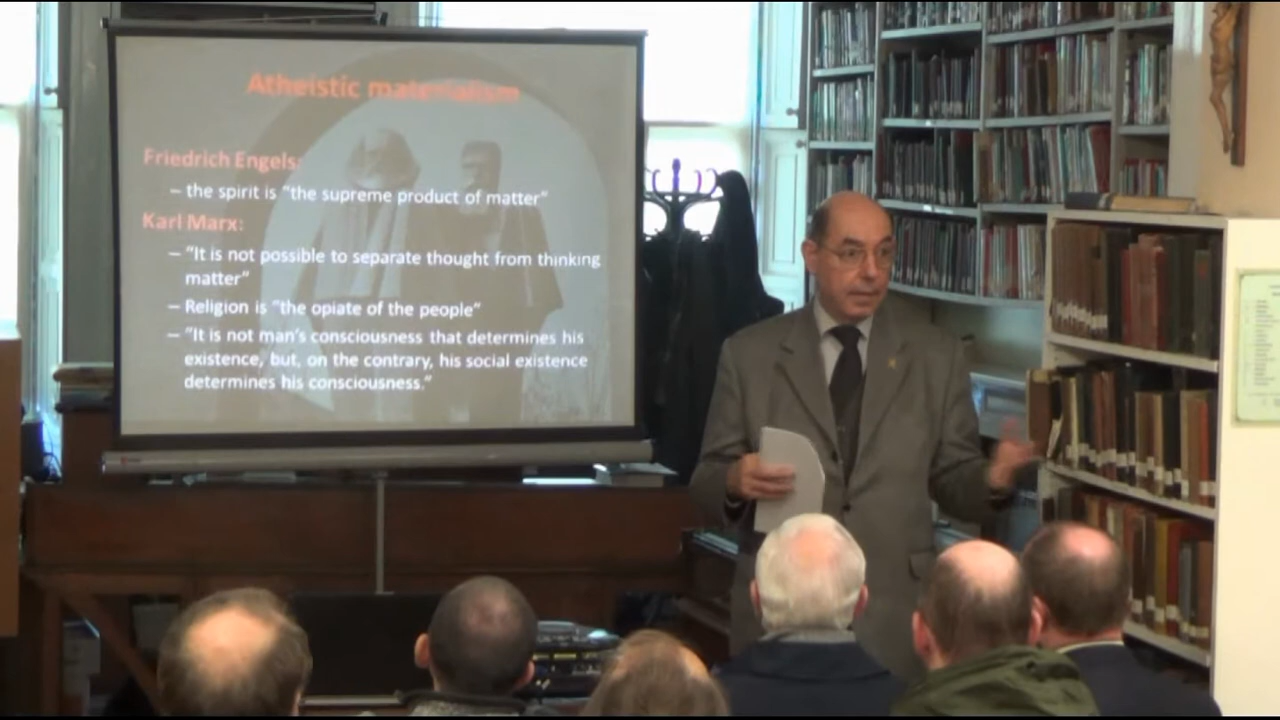 Atheistic materialism
Friedrich Engels:
– the spirit is “the supreme product of matter”
Karl Marx:
– “It is not possible to separate thought from thinking
matter”
– Religion is “the opiate of the people”
– “It is not man’s consciousness that determines his
existence, but, on the contrary, his social existence
determines his consciousness.”